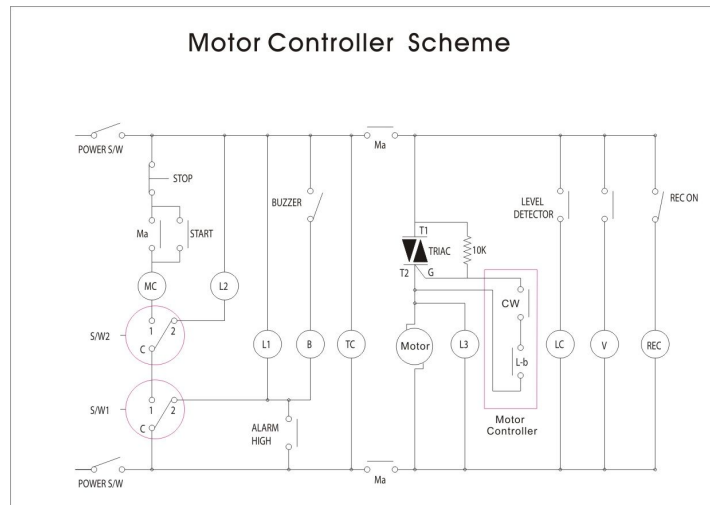 Motor Controller Scheme
POWER S/W
Ma
STOP
BUZZER
LEVEL
DETECTOR
REC ON
Ma
START
T1
TRIAC
10K
T2
G
MC
L2
CW
S/W2
1
2
C
L1
B
TC
Motor
L3
L-b
LC
V
REC
S/W1
1
2
C
ALARM
HIGH
Motor
Controller
POWER S/W
Ma